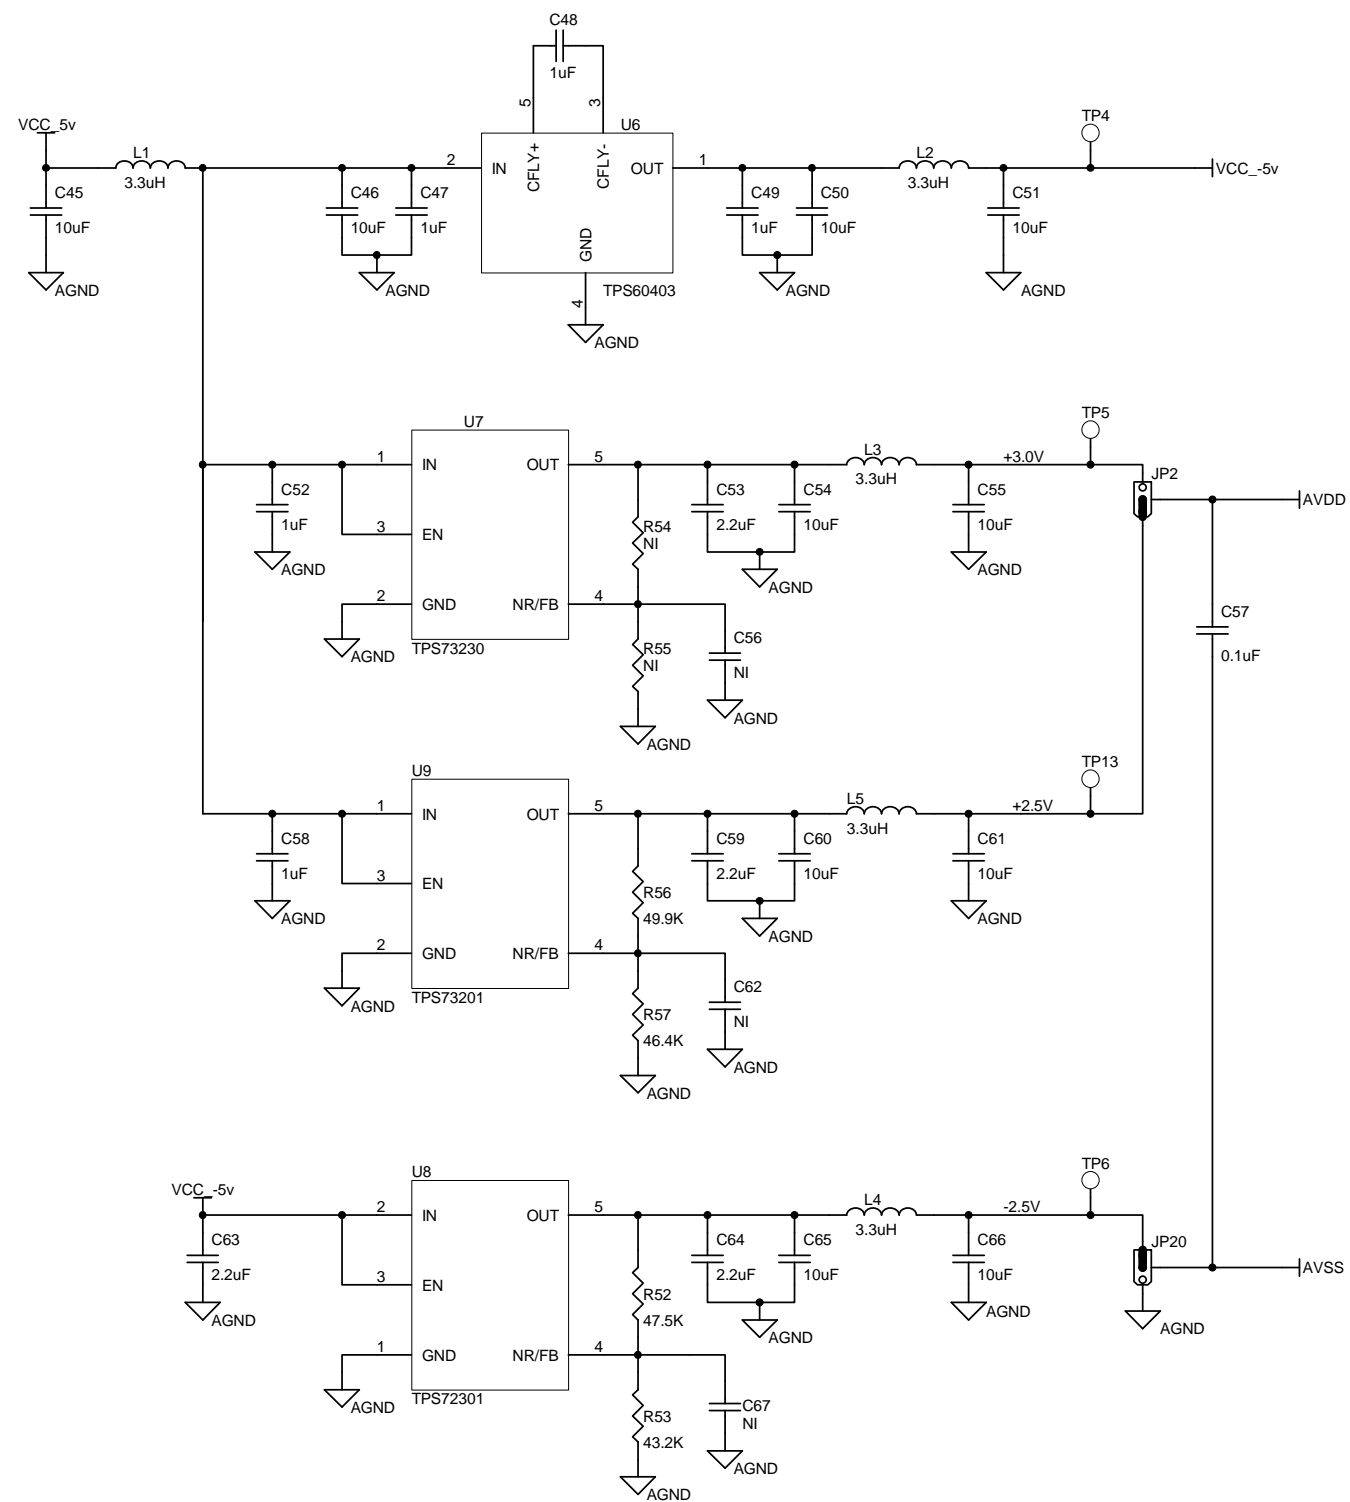 C48
1uF
5
3
VCC_5v
L1
3.3uH
C45
10uF
AGND
C46
10uF
C47
1uF
AGND
2
U6
IN
CFLY+
CFLY-
OUT
GND
TPS60403
4
AGND
1
C49
1uF
C50
10uF
AGND
L2
3.3uH
C51
10uF
AGND
TP4
VCC_-5v
U7
1
IN
OUT
5
3
EN
2
GND
NR/FB
4
TPS73230
C52
1uF
AGND
AGND
R54
NI
R55
NI
AGND
C53
2.2uF
C54
10uF
AGND
C56
NI
AGND
L3
3.3uH
C55
10uF
AGND
+3.0V
TP5
JP2
AVDD
C57
0.1uF
U9
1
IN
OUT
5
3
EN
2
GND
NR/FB
4
TPS73201
C58
1uF
AGND
AGND
R56
49.9K
R57
46.4K
AGND
C59
2.2uF
C60
10uF
AGND
C62
NI
AGND
L5
3.3uH
C61
10uF
AGND
+2.5V
TP13
VCC_-5v
C63
2.2uF
AGND
U8
2
IN
OUT
5
3
EN
1
GND
NR/FB
4
TPS72301
AGND
R52
47.5K
R53
43.2K
AGND
C64
2.2uF
C65
10uF
AGND
C67
NI
AGND
L4
3.3uH
C66
10uF
AGND
-2.5V
TP6
JP20
AGND
AVSS